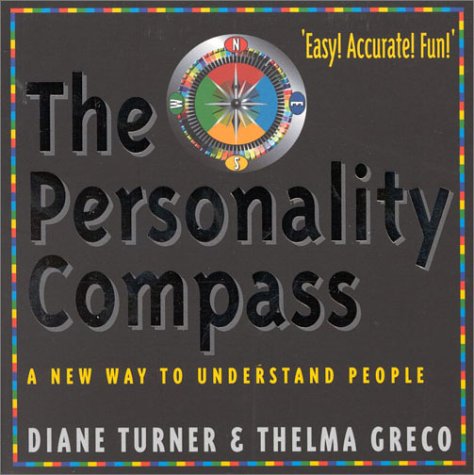 'Easy! Accurate! Fun!'
N
W
E
S
The
Personality
Compass
A NEW WAY TO UNDERSTAND PEOPLE
DIANE TURNER & THELMA GRECO